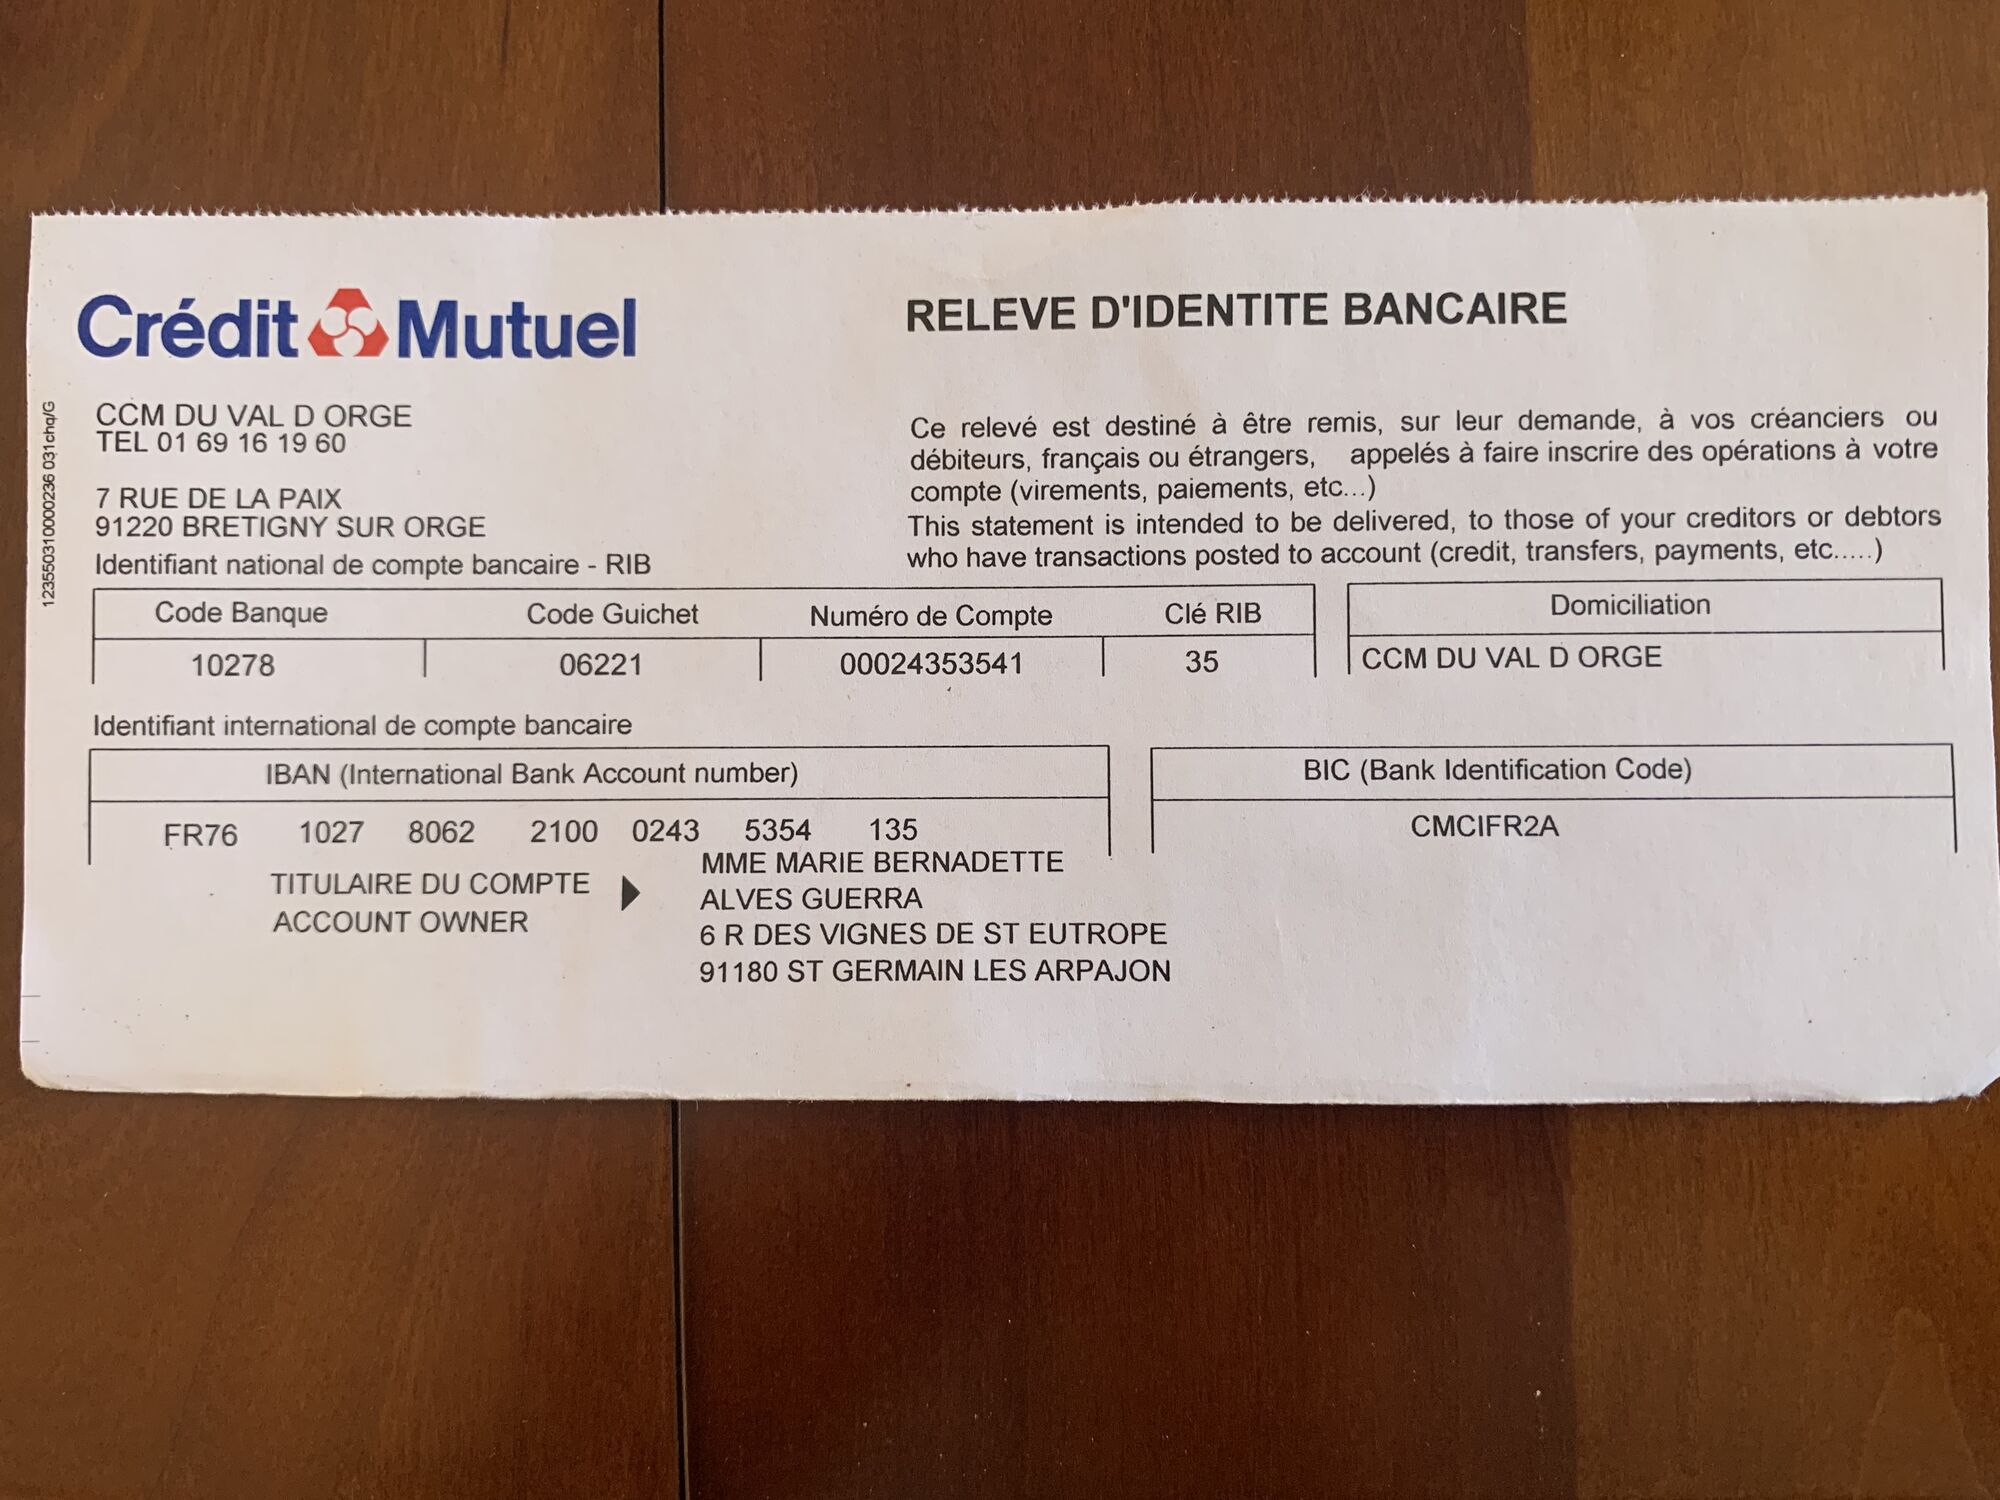 Crédit Mutuel
RELEVE D'IDENTITE BANCAIRE
CCM DU VAL D ORGE
TEL 01 69 16 19 60
7 RUE DE LA PAIX
91220 BRETIGNY SUR ORGE
Ce relevé est destiné à être remis, sur leur demande, à vos créanciers ou
débiteurs, français ou étrangers, appelés à faire inscrire des opérations à votre
compte (virements, paiements, etc...)
This statement is intended to be delivered, to those of your creditors or debtors
who have transactions posted to account (credit, transfers, payments, etc.....)
1235503100000236 031chq/G
Identifiant national de compte bancaire - RIB
Code Banque Code Guichet Numéro de Compte Clé RIB Domiciliation
10278 06221 00024353541 35 CCM DU VAL D ORGE
Identifiant international de compte bancaire
IBAN (International Bank Account number) BIC (Bank Identification Code)
FR76 1027 8062 2100 0243 5354 135 CMCIFR2A
TITULAIRE DU COMPTE
ACCOUNT OWNER
MME MARIE BERNADETTE
ALVES GUERRA
6 R DES VIGNES DE ST EUTROPE
91180 ST GERMAIN LES ARPAJON